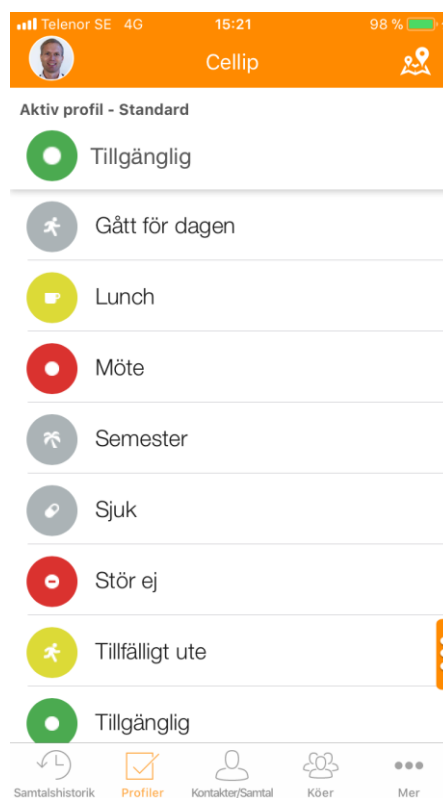 Telenor SE 4G 15:21 98 %
Cellip
Aktiv profil - Standard
Tillgänglig
Gått för dagen
Lunch
Möte
Semester
Sjuk
Stör ej
Tillfälligt ute
Tillgänglig
Samtalshistorik Profiler Kontakter/Samtal Köer Mer